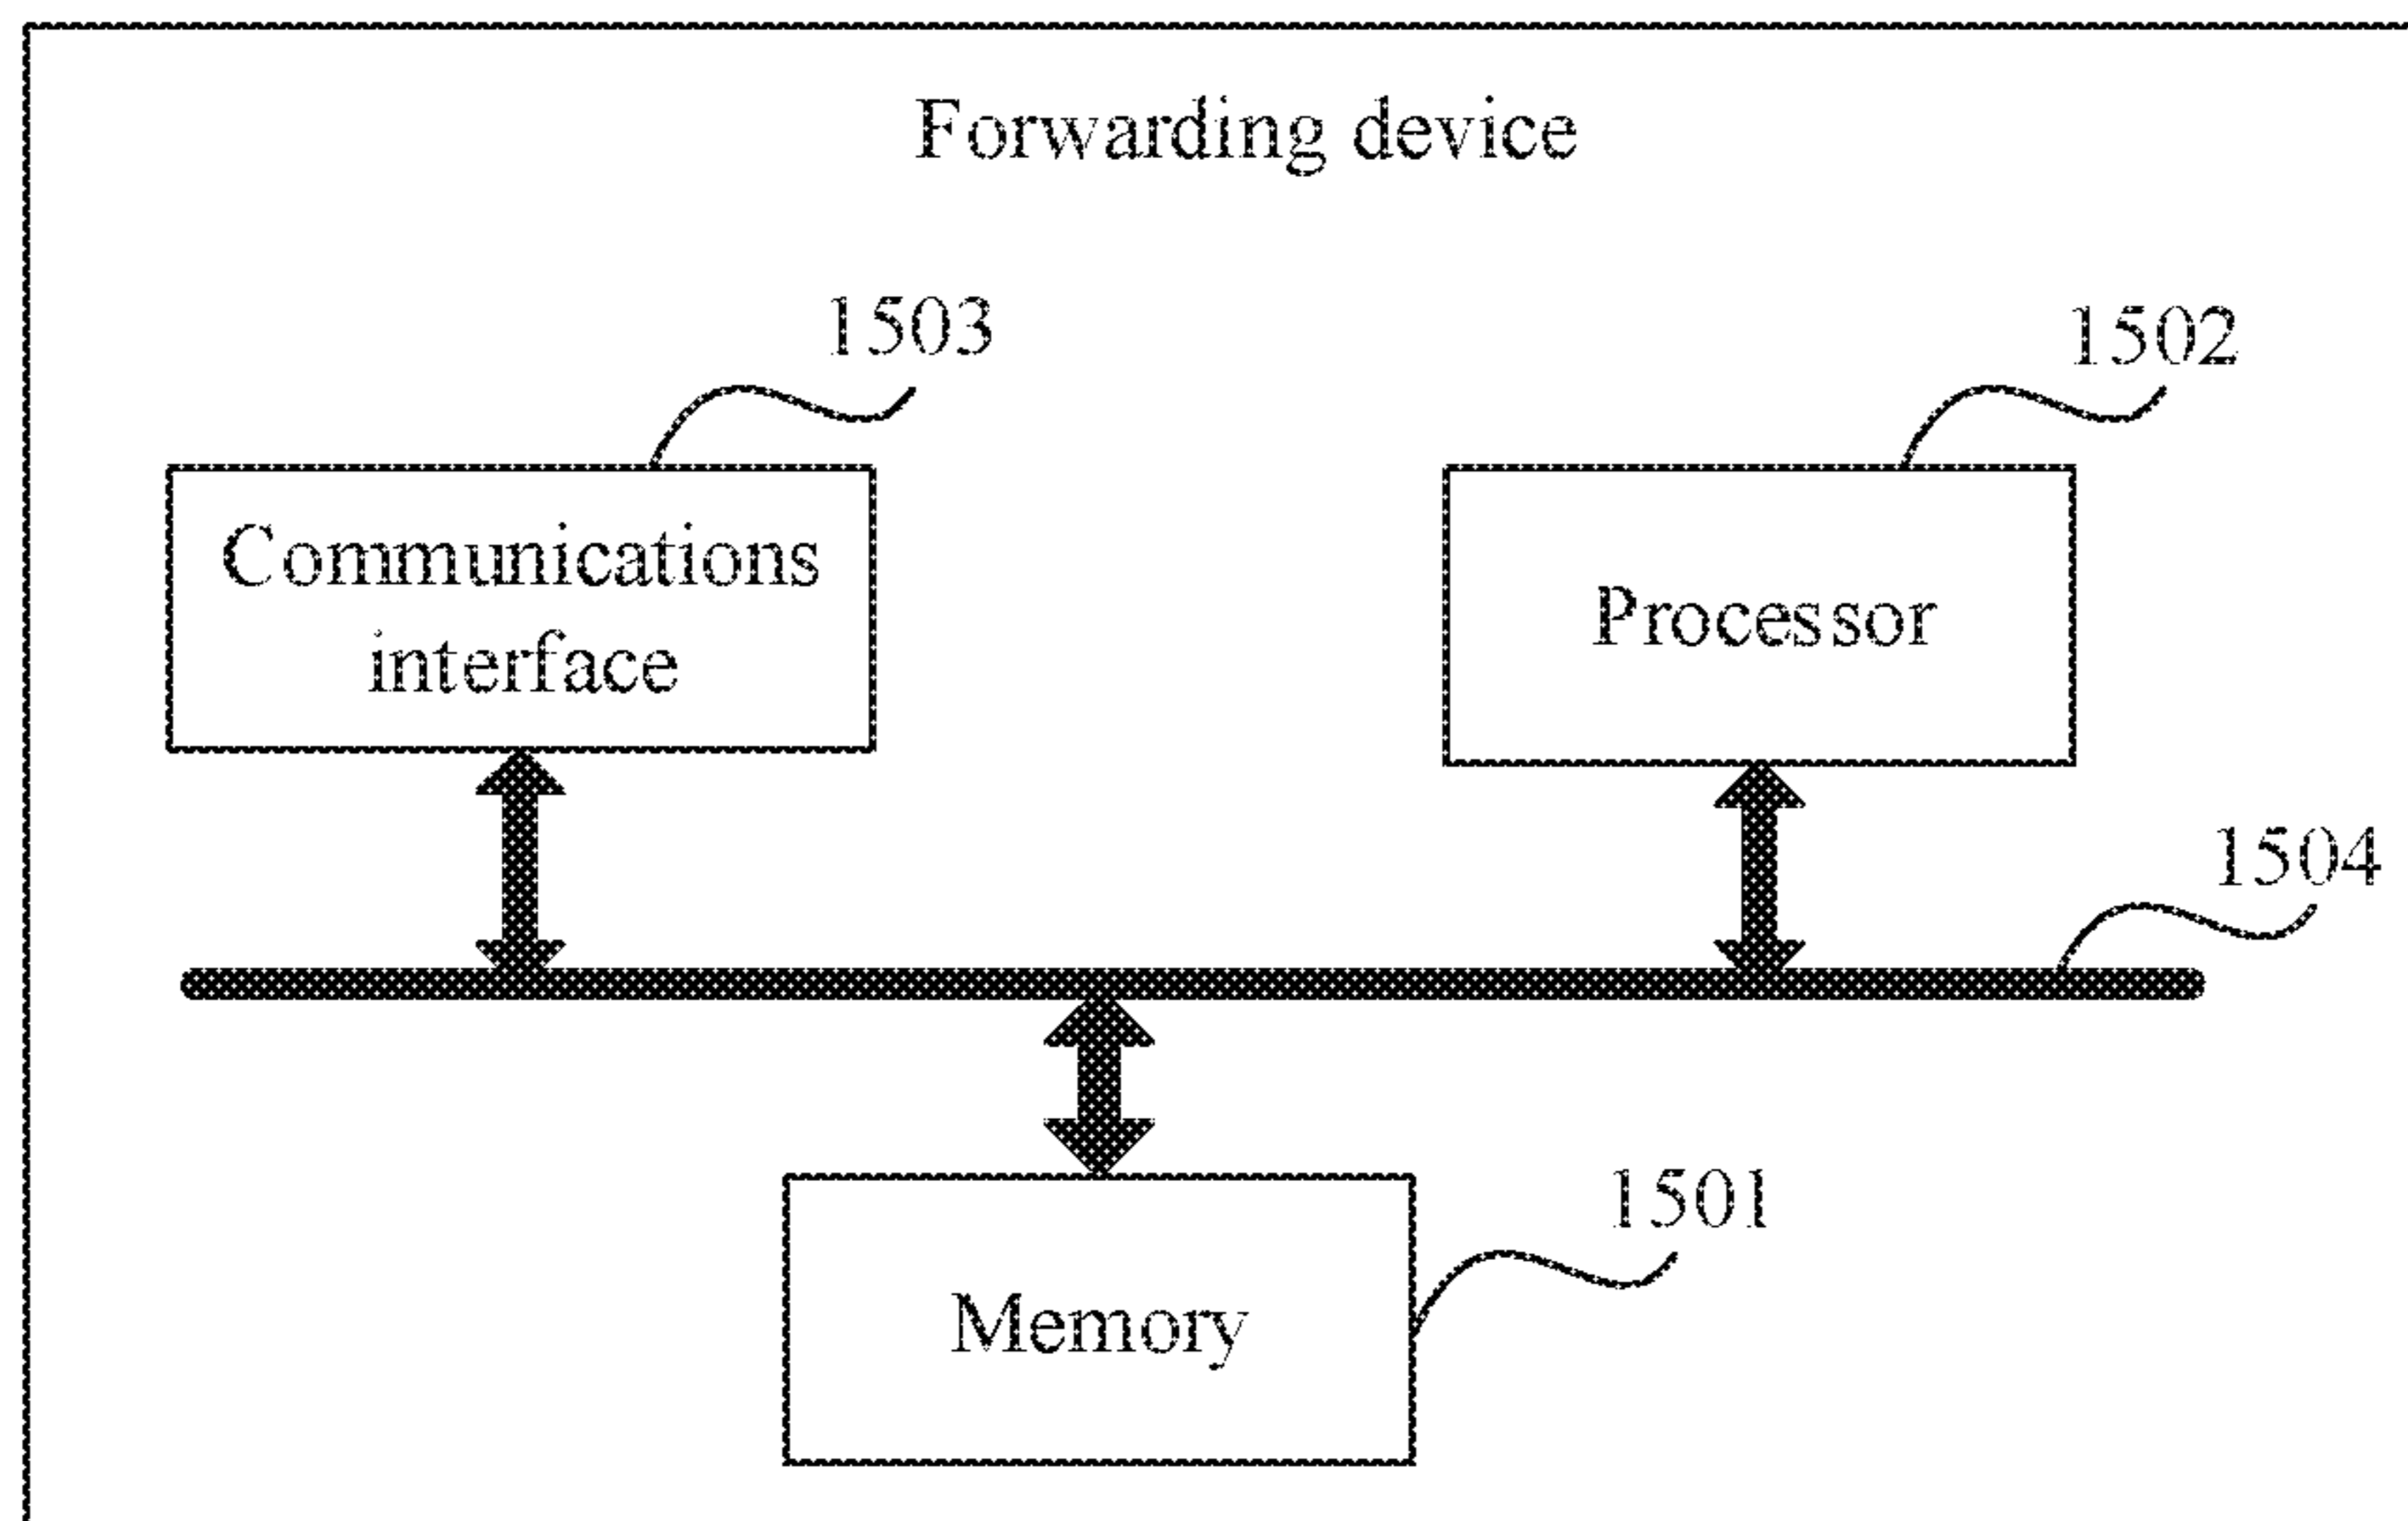 Forwarding device
1503
1502
Communications
interface
Processor
1504
1501
Memory